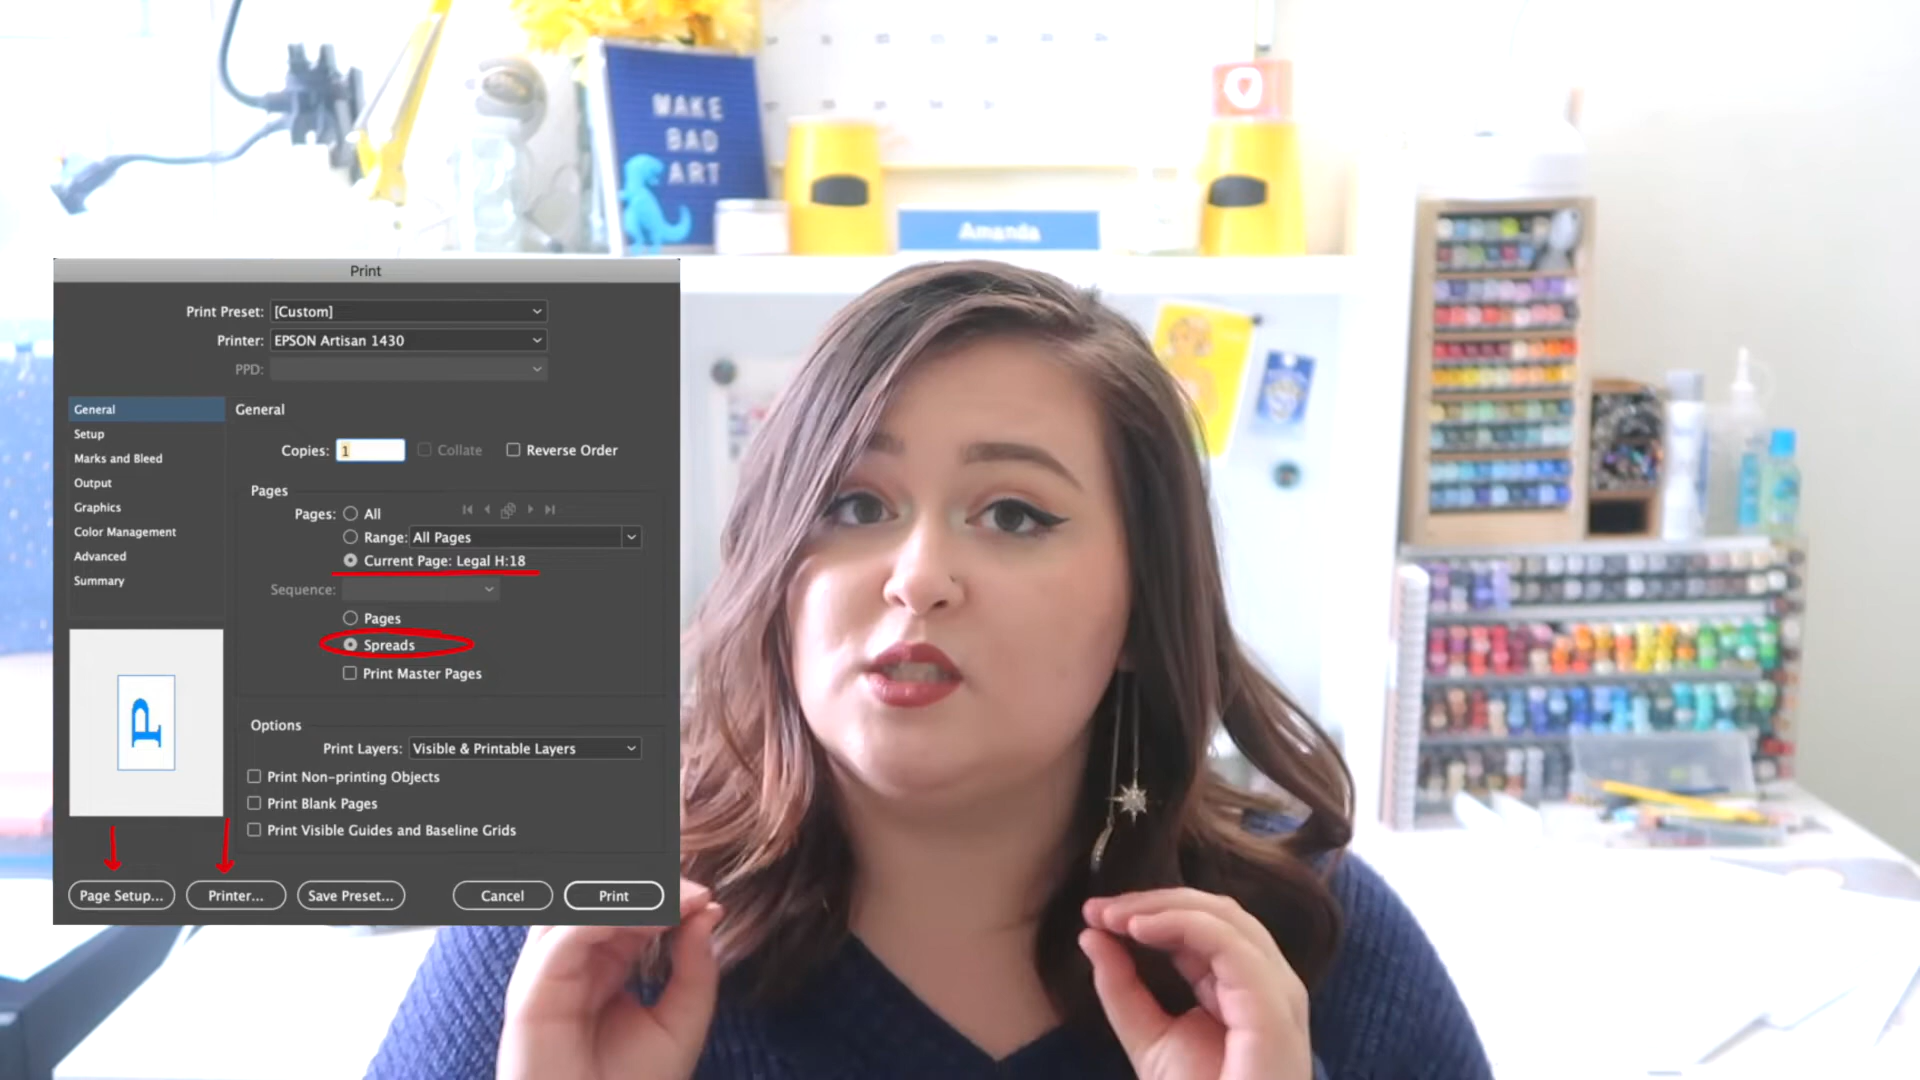 MAKE
BAD
ART
Amanda
Print
Print Preset: [Custom]
Printer: EPSON Artisan 1430
PPD:
General
Setup
Marks and Bleed
Output
Graphics
Color Management
Advanced
Summary
General
Copies: 1 Collate Reverse Order
Pages
Pages: All
Range: All Pages
Current Page: Legal H:18
Sequence:
Pages
Spreads
Print Master Pages
P
Options
Print Layers: Visible & Printable Layers
Print Non-printing Objects
Print Blank Pages
Print Visible Guides and Baseline Grids
Page Setup... Printer... Save Preset... Cancel Print